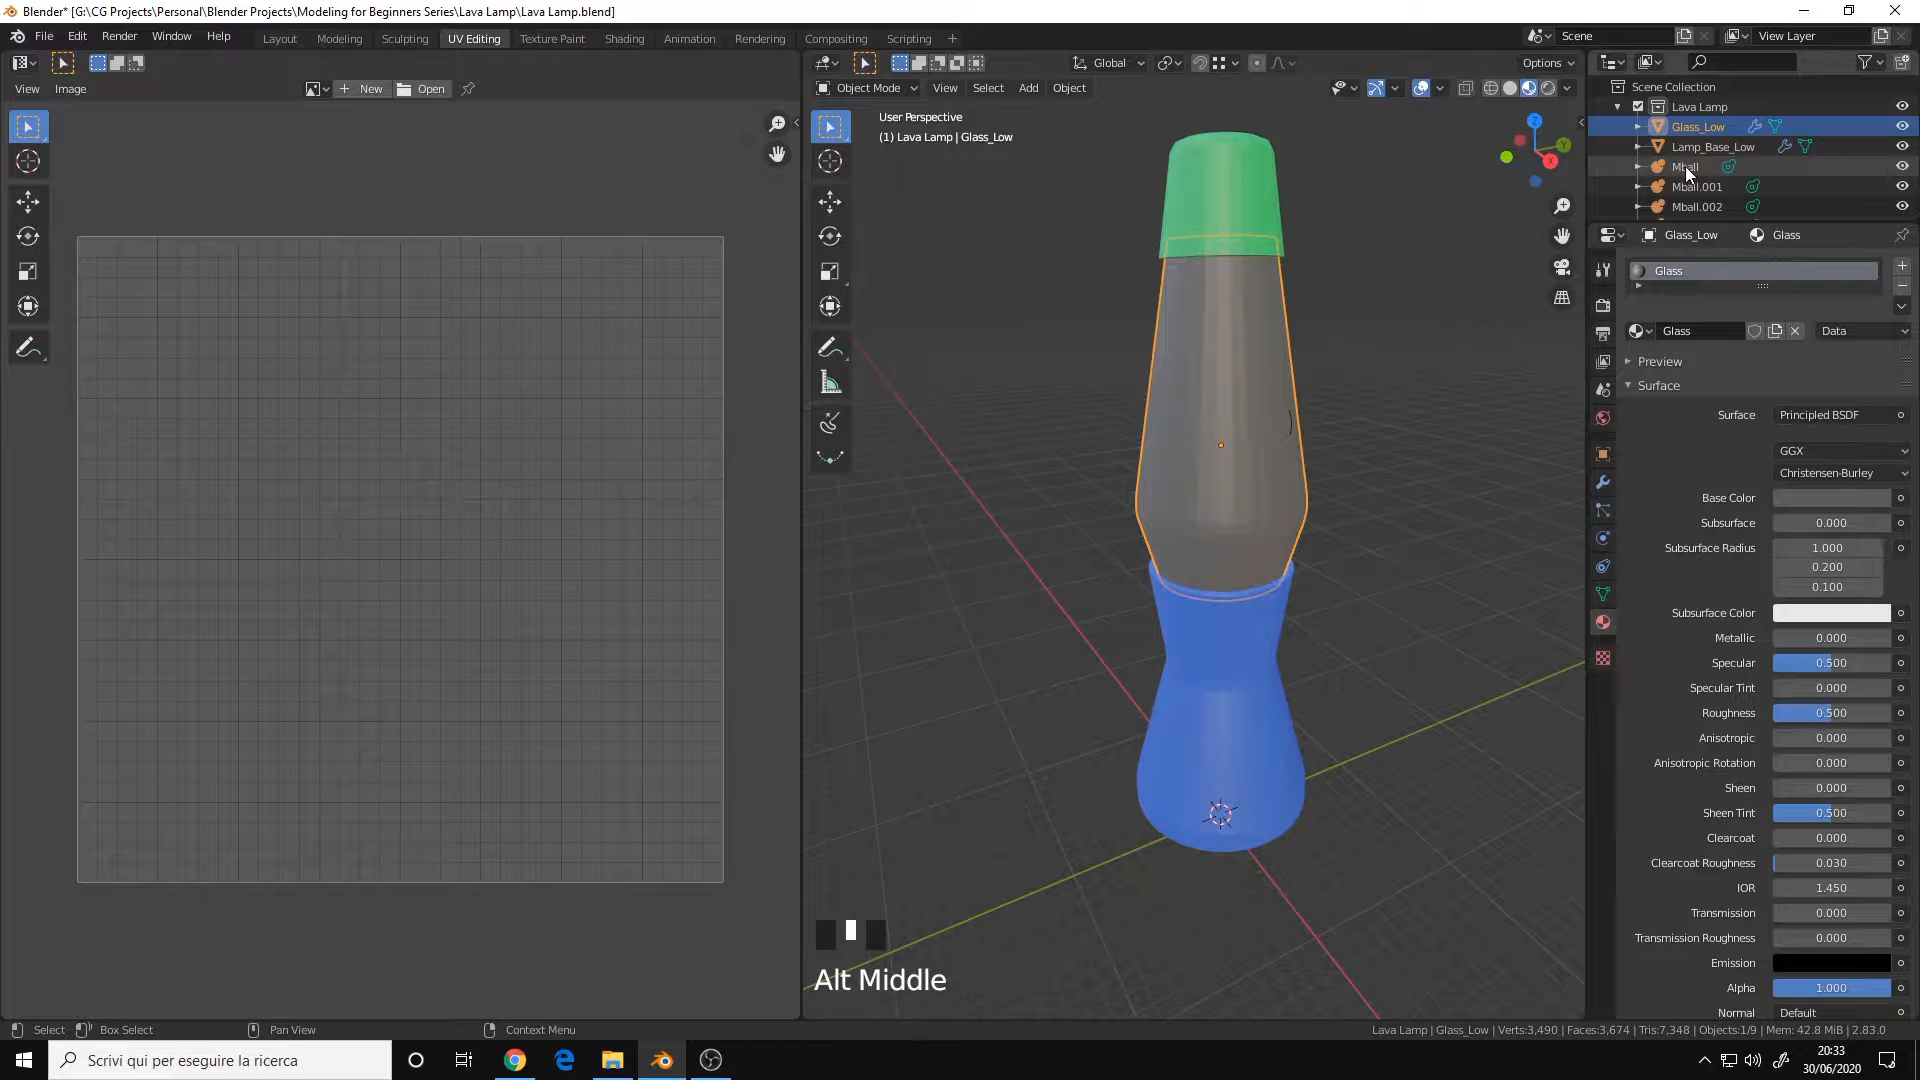 Blender* [G:\CG Projects\Personal\Blender Projects\Modeling for Beginners Series\Lava Lamp\Lava Lamp.blend]
File Edit Render Window Help
Layout Modeling Sculpting UV Editing Texture Paint Shading Animation Rendering Compositing Scripting +
Scene
View Layer
Global
Options
View Image
New
Open
Object Mode View Select Add Object
User Perspective
(1) Lava Lamp | Glass_Low
Z
Y
X
Scene Collection
Lava Lamp
Glass_Low
Lamp_Base_Low
Mball
Mball.001
Mball.002
Glass_Low
Glass
Glass
Glass
Data
Preview
Surface
Surface Principled BSDF
GGX
Christensen-Burley
Base Color
Subsurface 0.000
Subsurface Radius 1.000
0.200
0.100
Subsurface Color
Metallic 0.000
Specular 0.500
Specular Tint 0.000
Roughness 0.500
Anisotropic 0.000
Anisotropic Rotation 0.000
Sheen 0.000
Sheen Tint 0.500
Clearcoat 0.000
Clearcoat Roughness 0.030
IOR 1.450
Transmission 0.000
Transmission Roughness 0.000
Emission
Alpha 1.000
Normal Default
Alt Middle
Select
Box Select
Pan View
Context Menu
Lava Lamp | Glass_Low | Verts:3,490 | Faces:3,674 | Tris:7,348 | Objects:1/9 | Mem: 42.8 MiB | 2.83.0
Scrivi qui per eseguire la ricerca
20:33
30/06/2020